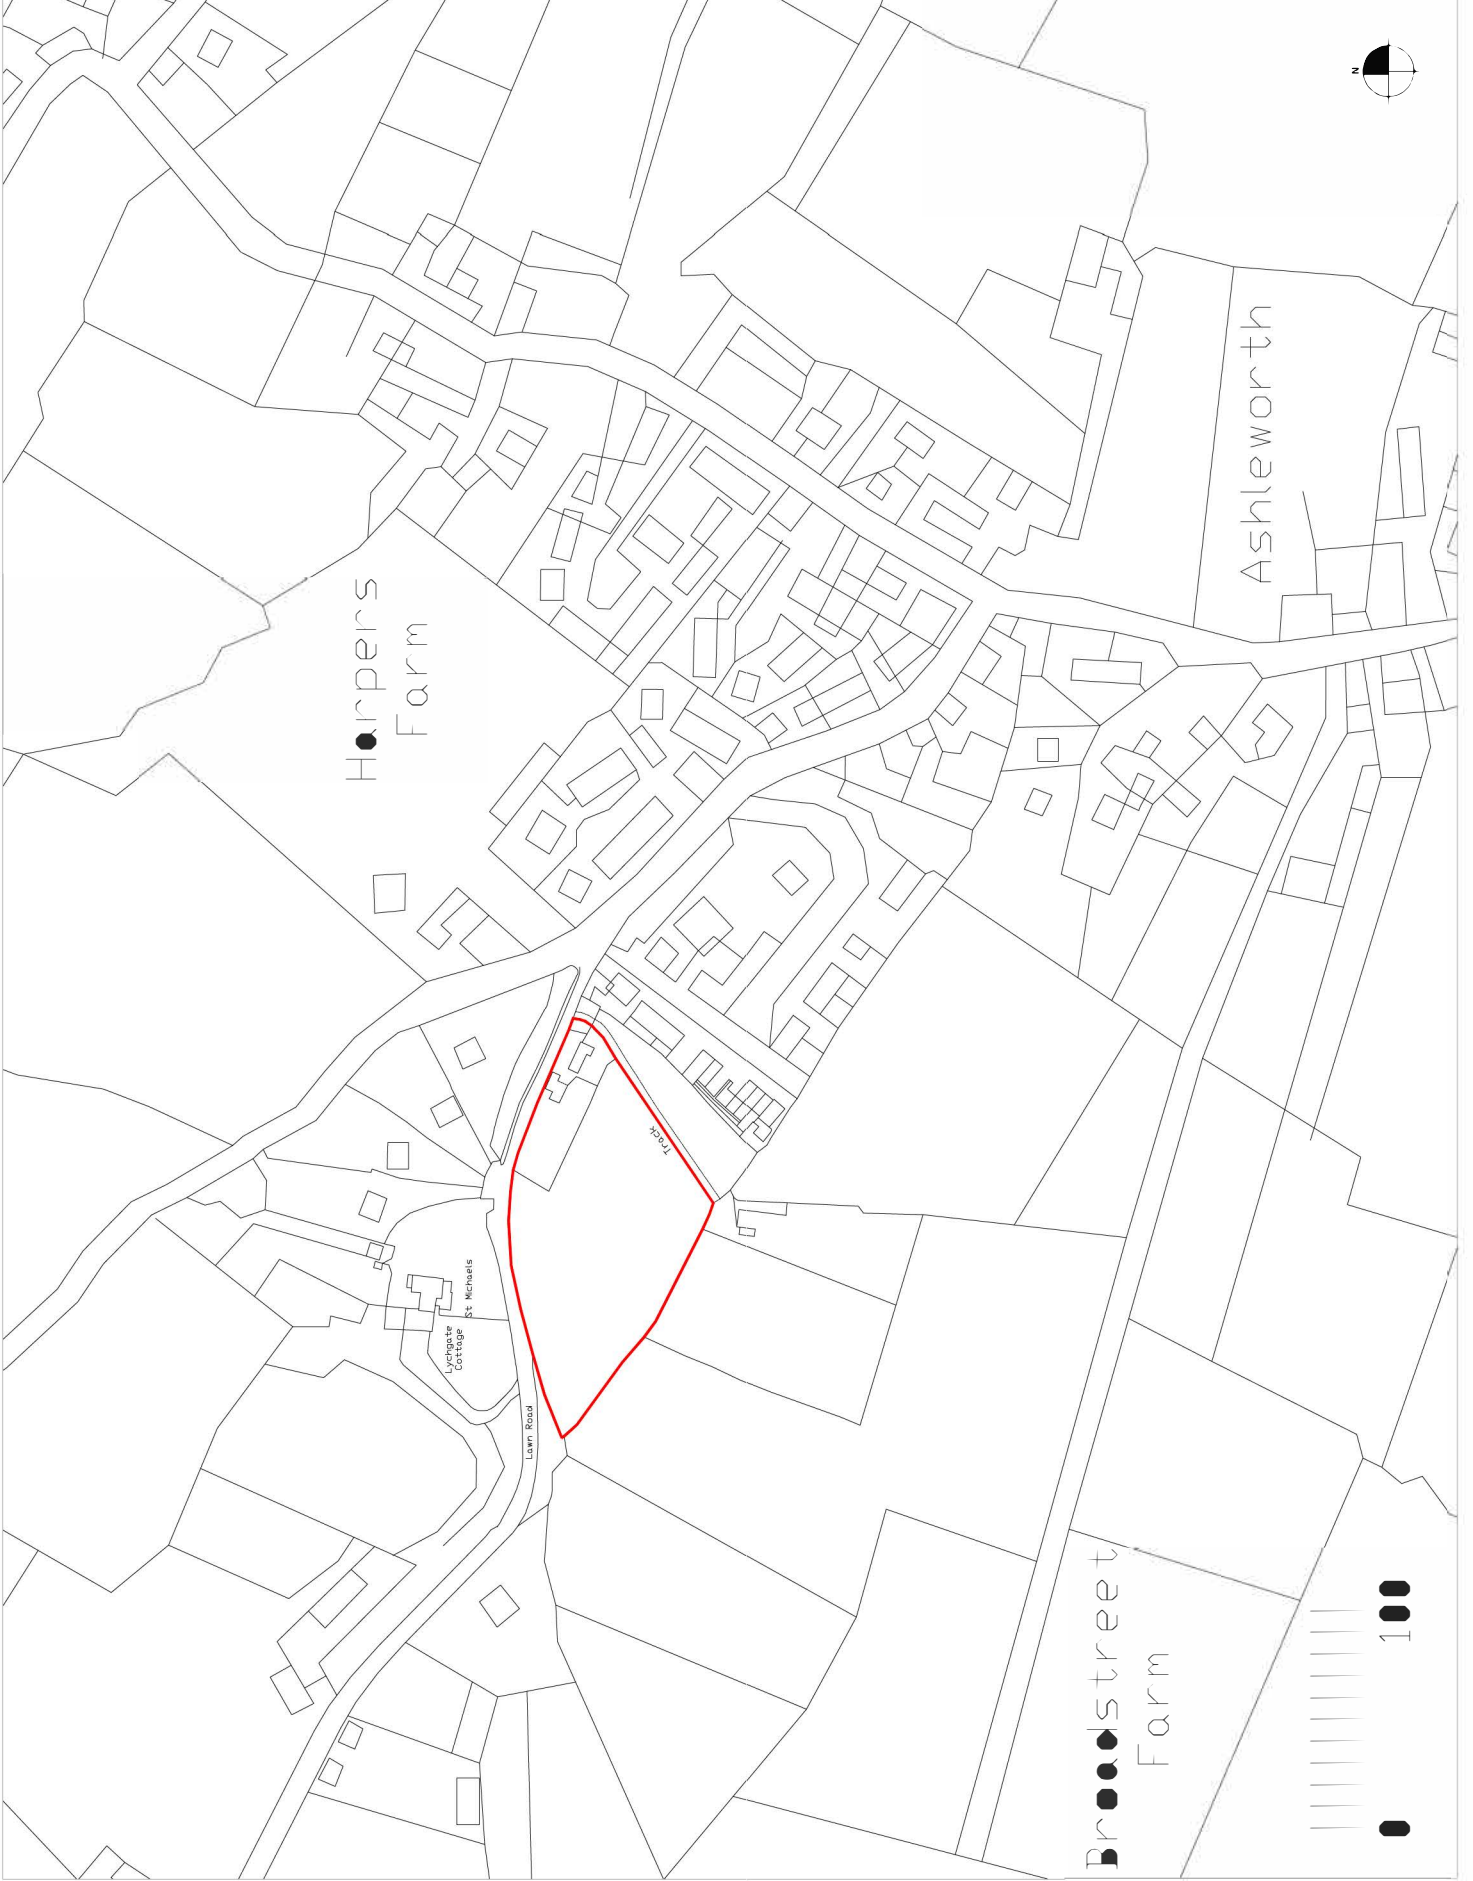 N
Harpers
Farm
Ashleworth
Track
St Michaels
Lychgate
Cottage
Lawn Road
Broadstreet
Farm
0
100